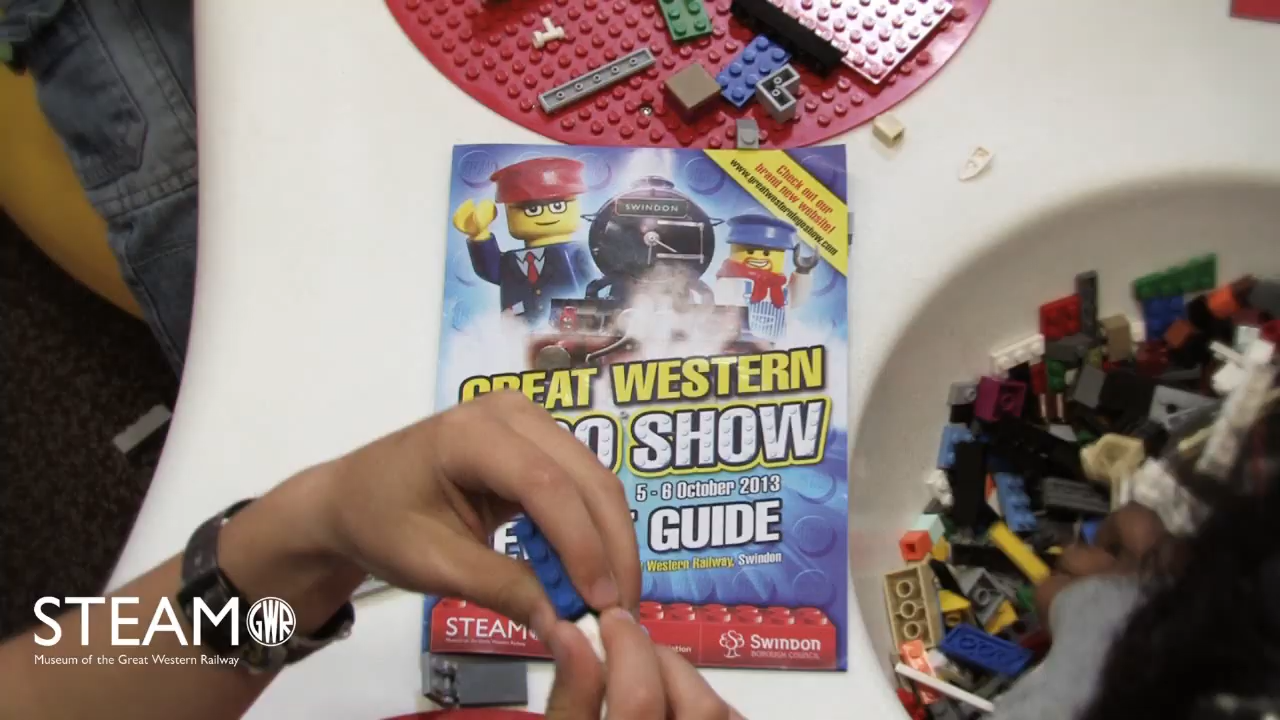 SWINDON
Check out our
brand new website!
www.greatwesternlegoshow.com
GREAT WESTERN
SHOW
5 - 6 October 2013
GUIDE
Western Railway, Swindon
STEAM
SWINDON
BOROUGH COUNCIL
STEAM GWR
Museum of the Great Western Railway